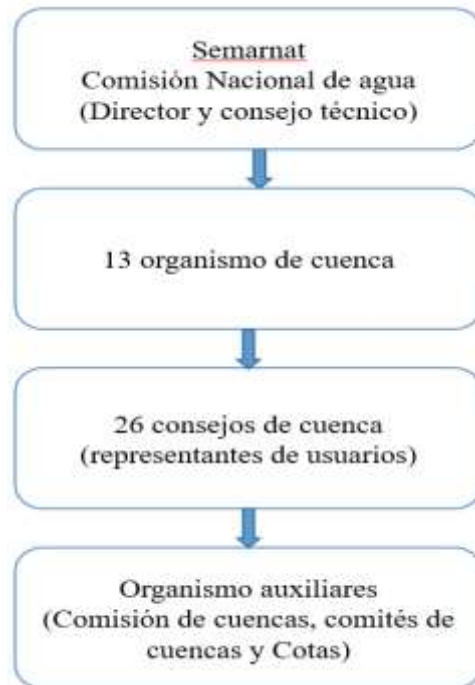 Semarnat
Comisión Nacional de agua
(Director y consejo técnico)
13 organismo de cuenca
26 consejos de cuenca
(representantes de usuarios)
Organismo auxiliares
(Comisión de cuencas, comités de
cuencas y Cotas)